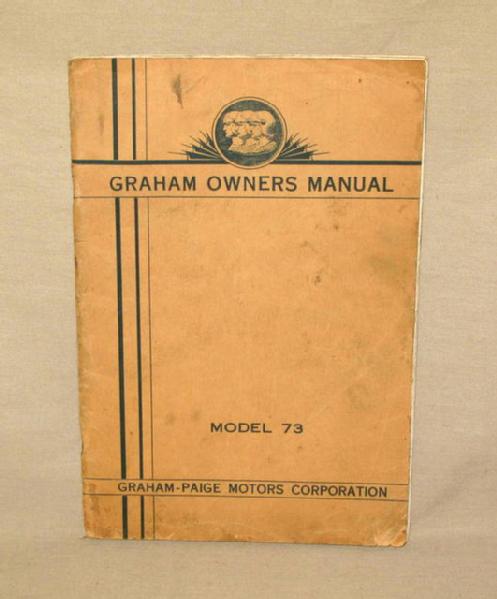 GRAHAM OWNERS MANUAL
MODEL 73
GRAHAM-PAIGE MOTORS CORPORATION